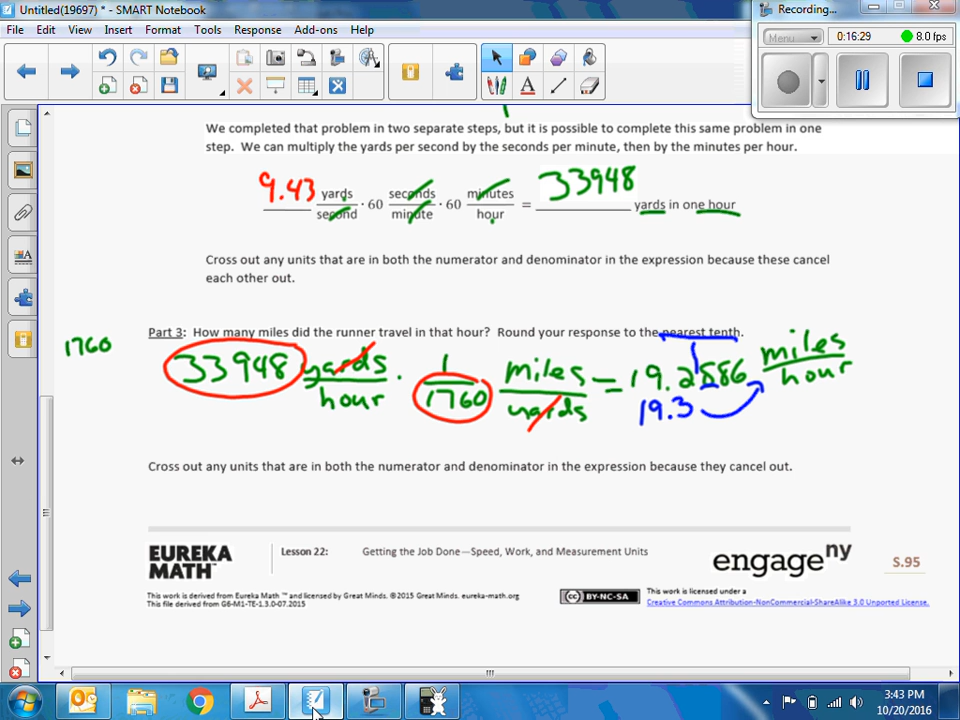 Untitled(19697) * - SMART Notebook
File Edit View Insert Format Tools Response Add-ons Help
Recording...
Menu 0:16:29 8.0 fps
We completed that problem in two separate steps, but it is possible to complete this same problem in one
step. We can multiply the yards per second by the seconds per minute, then by the minutes per hour.
9.43 yards/second · 60 seconds/minute · 60 minutes/hour = 33948 yards in one hour
Cross out any units that are in both the numerator and denominator in the expression because these cancel
each other out.
Part 3: How many miles did the runner travel in that hour? Round your response to the nearest tenth.
1760
33948 yards/hour · 1/1760 miles/yards = 19.2886 miles/hour
19.3
Cross out any units that are in both the numerator and denominator in the expression because they cancel out.
EUREKA MATH™
Lesson 22: Getting the Job Done—Speed, Work, and Measurement Units
engage ny
S.95
This work is derived from Eureka Math ™ and licensed by Great Minds. ©2015 Great Minds. eureka-math.org
This file derived from G6-M1-TE-1.3.0-07.2015
(cc) BY-NC-SA
This work is licensed under a
Creative Commons Attribution-NonCommercial-ShareAlike 3.0 Unported License.
3:43 PM
10/20/2016